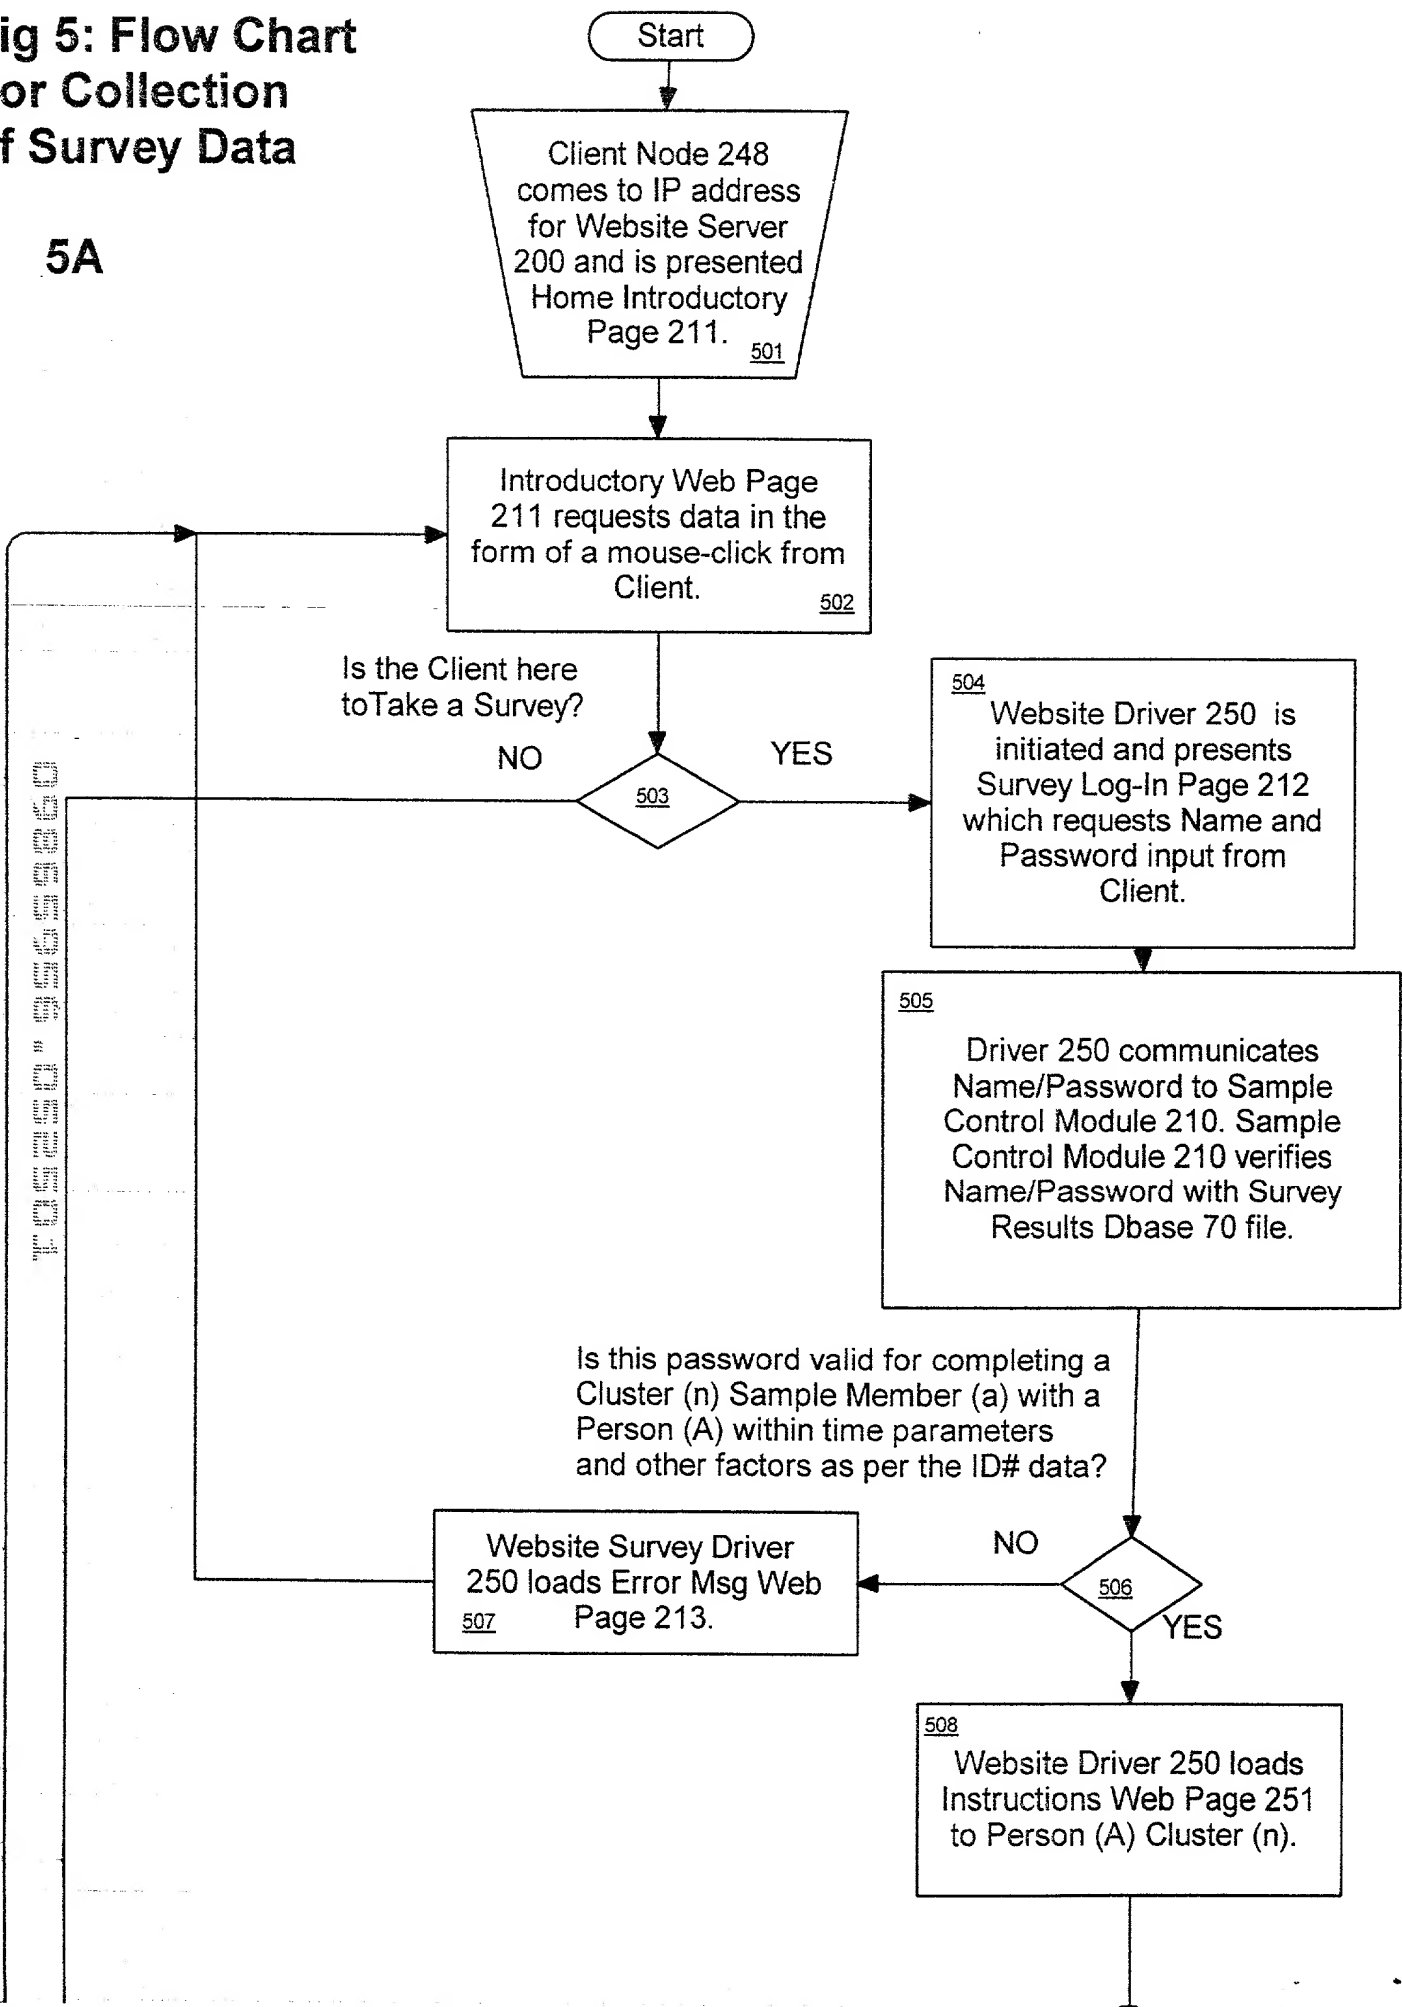 ig 5: Flow Chart
or Collection
f Survey Data
5A
Start
Client Node 248
comes to IP address
for Website Server
200 and is presented
Home Introductory
Page 211.
501
Introductory Web Page
211 requests data in the
form of a mouse-click from
Client.
502
Is the Client here
toTake a Survey?
NO
YES
503
504
Website Driver 250 is
initiated and presents
Survey Log-In Page 212
which requests Name and
Password input from
Client.
505
Driver 250 communicates
Name/Password to Sample
Control Module 210. Sample
Control Module 210 verifies
Name/Password with Survey
Results Dbase 70 file.
Is this password valid for completing a
Cluster (n) Sample Member (a) with a
Person (A) within time parameters
and other factors as per the ID# data?
NO
506
YES
Website Survey Driver
250 loads Error Msg Web
Page 213.
507
508
Website Driver 250 loads
Instructions Web Page 251
to Person (A) Cluster (n).